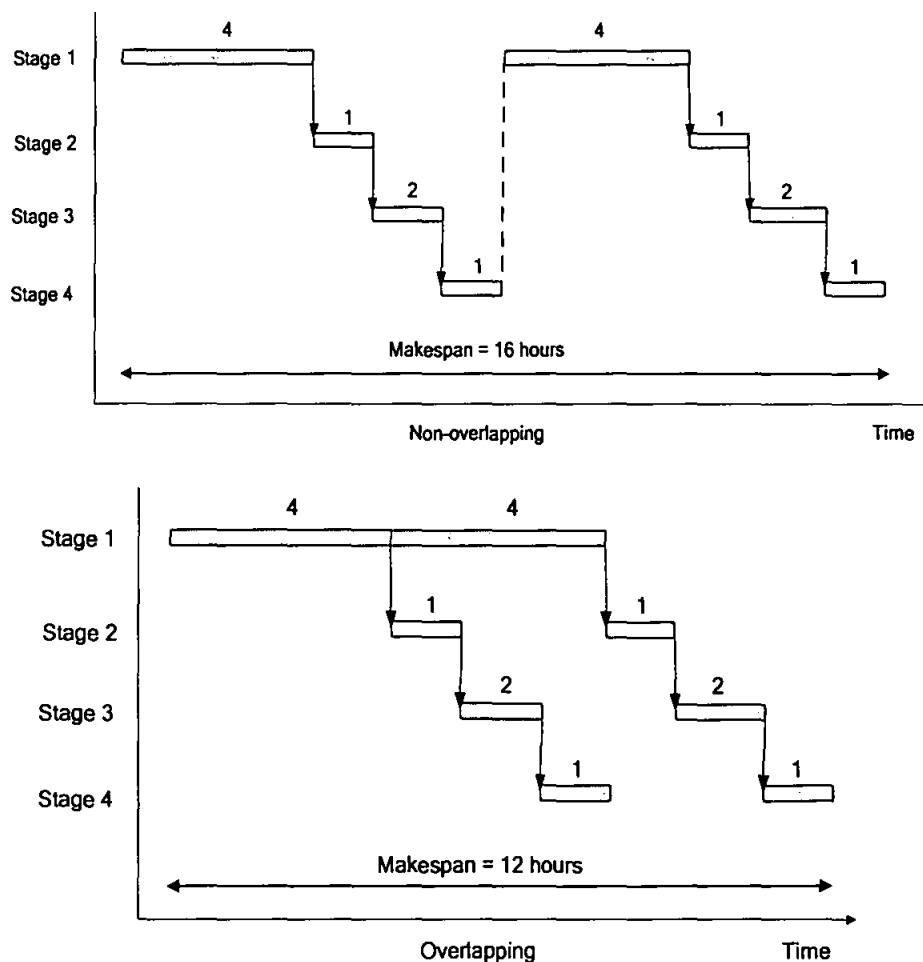 4 4
Stage 1
1 1
Stage 2
2 2
Stage 3
1 1
Stage 4
Makespan = 16 hours
Non-overlapping Time
4 4
Stage 1
1 1
Stage 2
2 2
Stage 3
1 1
Stage 4
Makespan = 12 hours
Overlapping Time